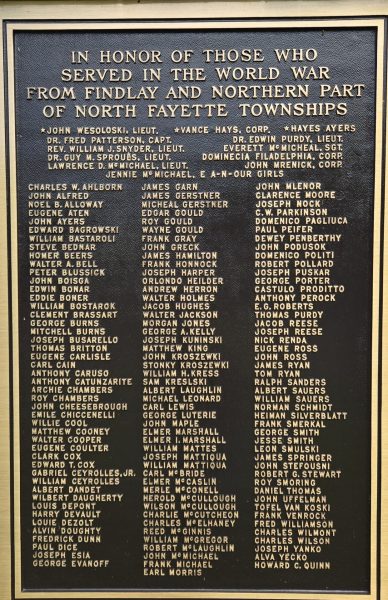 IN HONOR OF THOSE WHO
SERVED IN THE WORLD WAR
FROM FINDLAY AND NORTHERN PART
OF NORTH FAYETTE TOWNSHIPS
*JOHN WESOLOSKI, LIEUT. *VANCE HAYS, CORP. *HAYES AYERS
DR. FRED PATTERSON, CAPT. DR. EDWIN PURDY, LIEUT.
REV. WILLIAM J. SNYDER, LIEUT. EVERETT McMICHEAL, SGT.
DR. GUY M. SPROULS, LIEUT. DOMINECIA FILADELPHIA, CORP.
LAWRENCE D. McMICHAEL, LIEUT. JOHN MRENCK, CORP.
JENNIE McMICHAEL, E A-N-OUR GIRLS
CHARLES W. AHLBORN
JOHN ALFRED
NOEL B. ALLOWAY
EUGENE ATEN
JOHN AYERS
EDWARD BAGROWSKI
WILLIAM BASTAROLI
STEVE BEDNAR
HOMER BEERS
WALTER A. BELL
PETER BLUSSICK
JOHN BOIGA
EDWIN BONAR
EDDIE BONER
WILLIAM BOSTAROK
CLEMENT BRASSART
GEORGE BURNS
MITCHELL BURNS
JOSEPH BUSARELLO
THOMAS BRITTON
EUGENE CARLISLE
CARL CAIN
ANTHONY CARUSO
ANTHONY CATUNZARITE
ARCHIE CHAMBERS
ROY CHAMBERS
JOHN CHEESEBROUGH
EMILE CHICENELLI
WILLIE COOL
MATTHEW COONEY
WALTER COOPER
EUGENE COULTER
CLARK COX
EDWARD T. COX
GABRIEL CEYROLLES, JR.
WILLIAM CEYROLLES
ALBERT DANDET
WILBERT DAUGHERTY
LOUIS DEPONT
HARRY DEVAULT
LOUIE DEZOLT
ALVIN DOUGHTY
FREDRICK DUNN
PAUL DICE
JOSEPH ESIA
GEORGE EVANOFF
JAMES GARN
JAMES GERSTNER
MICHEAL GERSTNER
EDGAR GOULD
ROY GOULD
WAYNE GOULD
FRANK GRAY
JOHN GRECK
JAMES HAMILTON
FRANK HONNOCK
JOSEPH HARPER
ORLONDO HEILDER
ANDREW HERRON
WALTER HOLMES
JACOB HUGHES
WALTER JACKSON
MORGAN JONES
GEORGE A. KELLY
JOSEPH KUNINSKI
MATTHEW KING
JOHN KROSZEWKI
STONKY KROSZEWKI
WILLIAM H. KRESS
SAM KRESLSKI
ALBERT LAUGHLIN
MICHAEL LEONARD
CARL LEWIS
GEORGE LUTERIE
JOHN MAPLE
ELMER MARSHALL
ELMER I. MARSHALL
WILLIAM MATTES
JOSEPH MATTIQUA
WILLIAM MATTIQUA
CARL McBRIDE
ELMER McCASLIN
MERLE McCONNELL
HEROLD McCULLOUGH
WILSON McCULLOUGH
CHARLIE McCUTCHEON
CHARLES McELHANEY
REED McGINNIS
WILLIAM McGREGOR
ROBERT McLAUGHLIN
JOHN McMICHAEL
FRANK MICHAEL
EARL MORRIS
JOHN MLENOR
CLARENCE MOORE
JOSEPH NOCK
C.W. PARKINSON
DOMENICO PAGLIUCA
PAUL PEIFER
DEWEY PENBERTHY
JOHN PODUSOK
DOMENICO POLITI
ROBERT POLLARD
JOSEPH PUSKAR
GEORGE PORTER
CASTULO PRODITTO
ANTHONY PEROCK
E.G. ROBERTS
THOMAS PURDY
JACOB REESE
JOSEPH REESE
NICK RENDA
EUGENE ROSS
JOHN ROSS
JAMES RYAN
TOM RYAN
RALPH SANDERS
ALBERT SAUERS
WILLIAM SAUERS
NORMAN SCHMIDT
HEIMAN SILVERBLATT
FRANK SMERKAL
GEORGE SMITH
JESSE SMITH
LEON SMULSKI
JAMES SPRINGER
JOHN STEFOUSNI
ROBERT G. STEWART
ROY SMORING
DANIEL THOMAS
JOHN UFFELMAN
TOFEL VAN KOSKI
FRANK VENROCK
FRED WILLIAMSON
CHARLES WILMONT
CHARLES WILSON
JOSEPH YANKO
ALVA YECKO
HOWARD C. QUINN